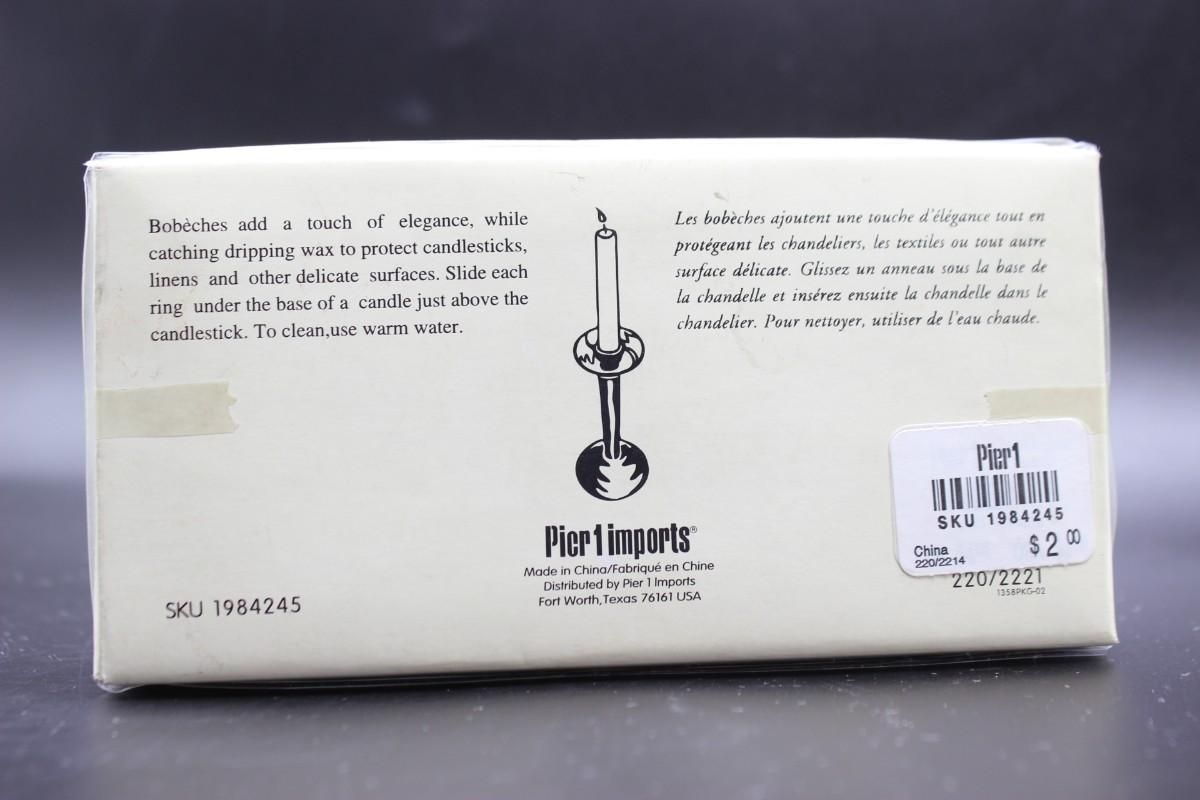 Bobèches add a touch of elegance, while
catching dripping wax to protect candlesticks,
linens and other delicate surfaces. Slide each
ring under the base of a candle just above the
candlestick. To clean,use warm water.
Les bobèches ajoutent une touche d'élégance tout en
protégeant les chandeliers, les textiles ou tout autre
surface délicate. Glissez un anneau sous la base de
la chandelle et insérez ensuite la chandelle dans le
chandelier. Pour nettoyer, utiliser de l'eau chaude.
Pier 1 imports®
Made in China/Fabriqué en Chine
Distributed by Pier 1 Imports
Fort Worth,Texas 76161 USA
SKU 1984245
Pier1
SKU 1984245
China
220/2214
$2 00
220/2221
1358PKG-02